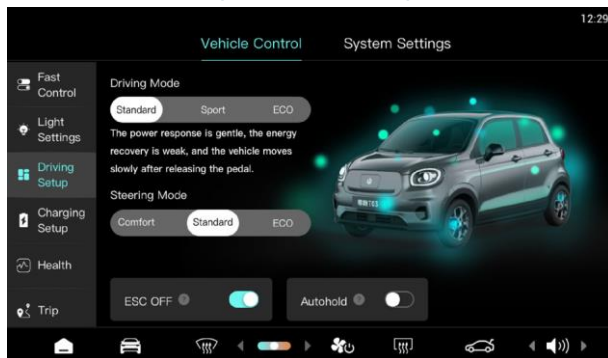 12:29
Vehicle Control
System Settings
Fast
Control
Light
Settings
Driving
Setup
Charging
Setup
Health
Trip
Driving Mode
Standard
Sport
ECO
The power response is gentle, the energy
recovery is weak, and the vehicle moves
slowly after releasing the pedal.
Steering Mode
Comfort
Standard
ECO
ESC OFF
Autohold